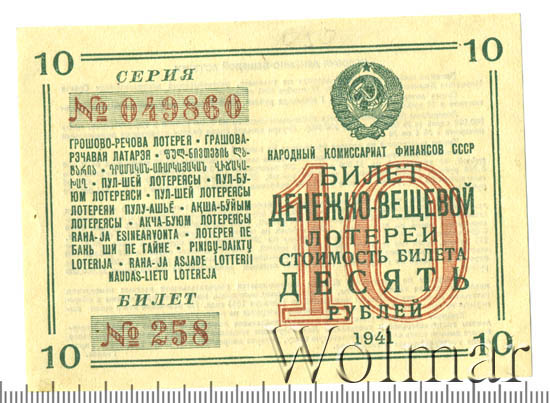 10
10
СЕРИЯ
№ 049860
ГРОШОВО-РЕЧОВА ЛОТЕРЕЯ • ГРАШОВА-
РЭЧАВАЯ ЛАТАРЭЯ •
ПУЛ-ШЕЙ ЛОТЕРЕЯСЫ • ПУЛ-БУ-
ЮМ ЛОТЕРЕЯСИ • ПУЛ-ШЕЙ ЛОТЕРЕЯСЫ
ЛОТЕРЕЯИ ПУЛУ-АШЬЁ • АКША-БУЙЫМ
ЛОТЕРЕЯСЫ • АКЧА-БУЮМ ЛОТЕРЕЯСЫ
RAHA-JA ESINEARVONTA • ЛОТЕРЕЯ ПЕ
БАНЬ ШИ ПЕ ГАЙНЕ • PINIGŲ-DAIKTŲ
LOTERIJA • RAHA-JA ASJADE LOTERII
NAUDAS-LIETU LOTEREJA
БИЛЕТ
№ 258
НАРОДНЫЙ КОМИССАРИАТ ФИНАНСОВ СССР
БИЛЕТ
ДЕНЕЖНО-ВЕЩЕВОЙ
ЛОТЕРЕИ
СТОИМОСТЬ БИЛЕТА
ДЕСЯТЬ
РУБЛЕЙ
10
1941
10
10
Wolmar